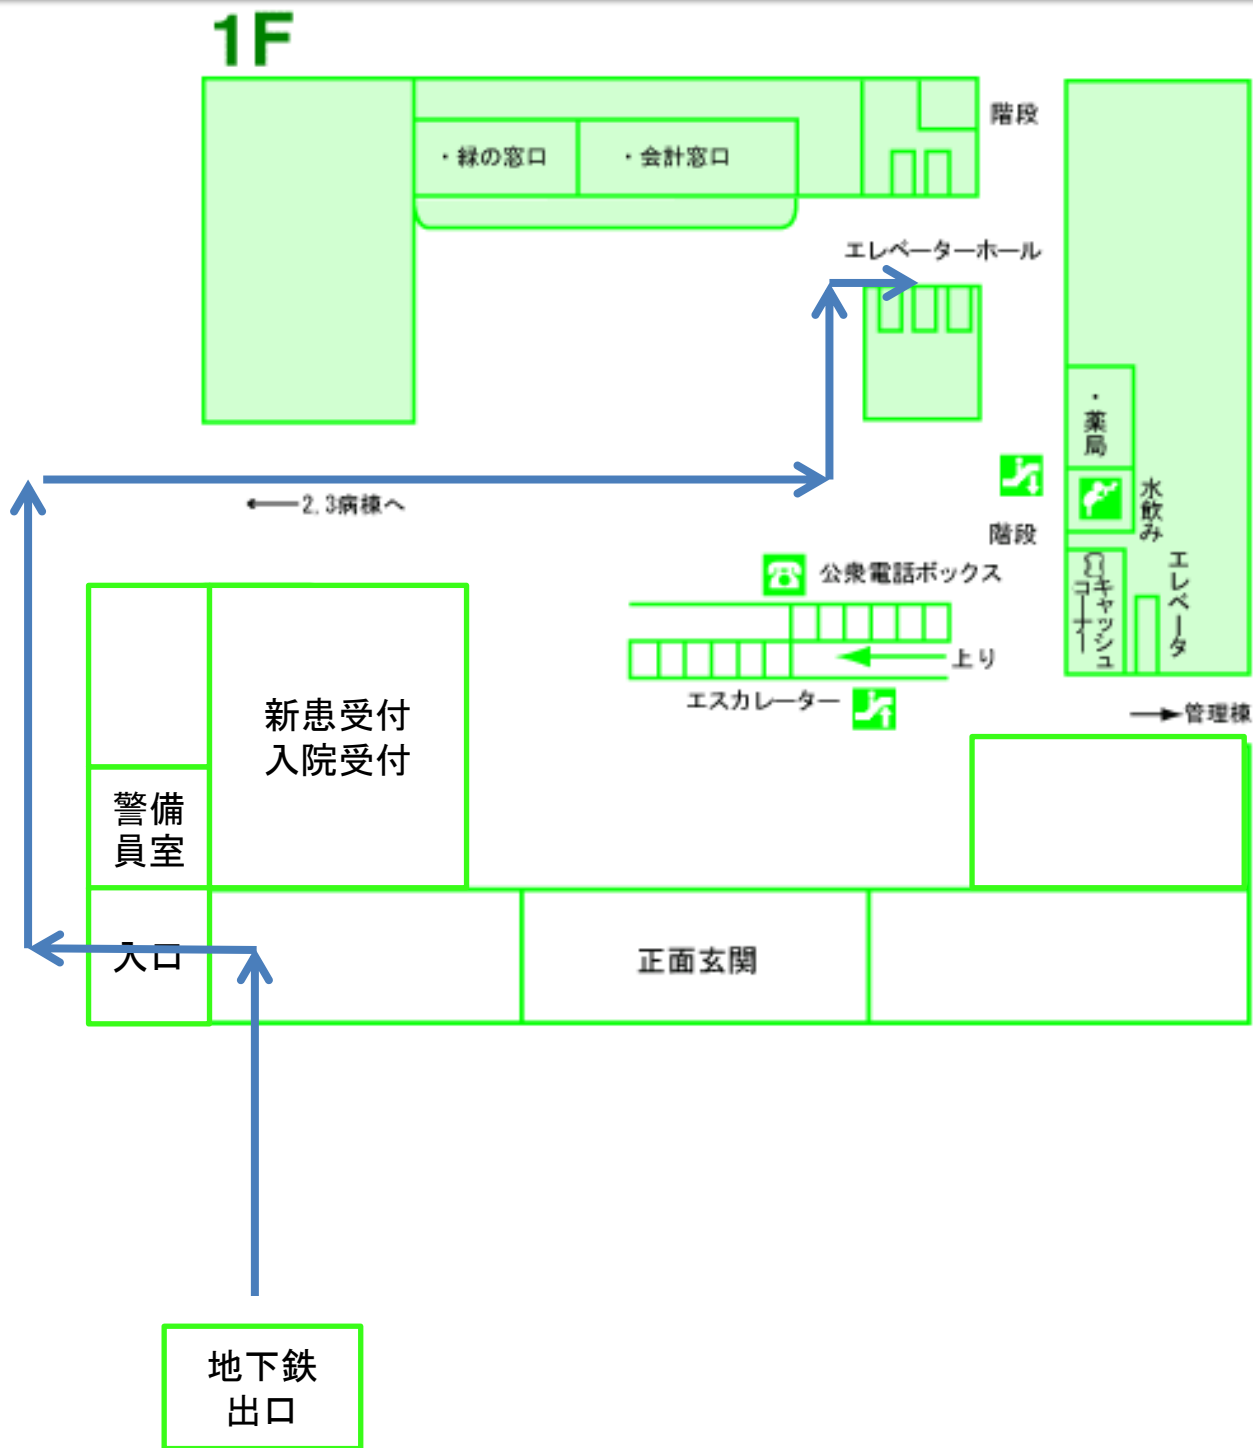 1F
階段
・緑の窓口
・会計窓口
エレベーターホール
・薬局
←2,3病棟へ
水飲み
階段
公衆電話ボックス
エレベータ
キャッシュ
コーナー
←上り
エスカレーター
→管理棟
新患受付
入院受付
警備
員室
入口
正面玄関
地下鉄
出口